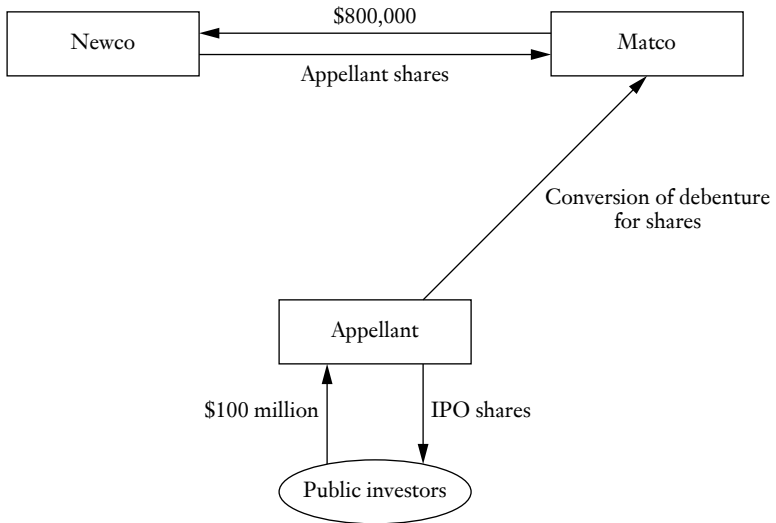 $800,000
Newco
Matco
Appellant shares
Conversion of debenture
for shares
Appellant
$100 million
IPO shares
Public investors